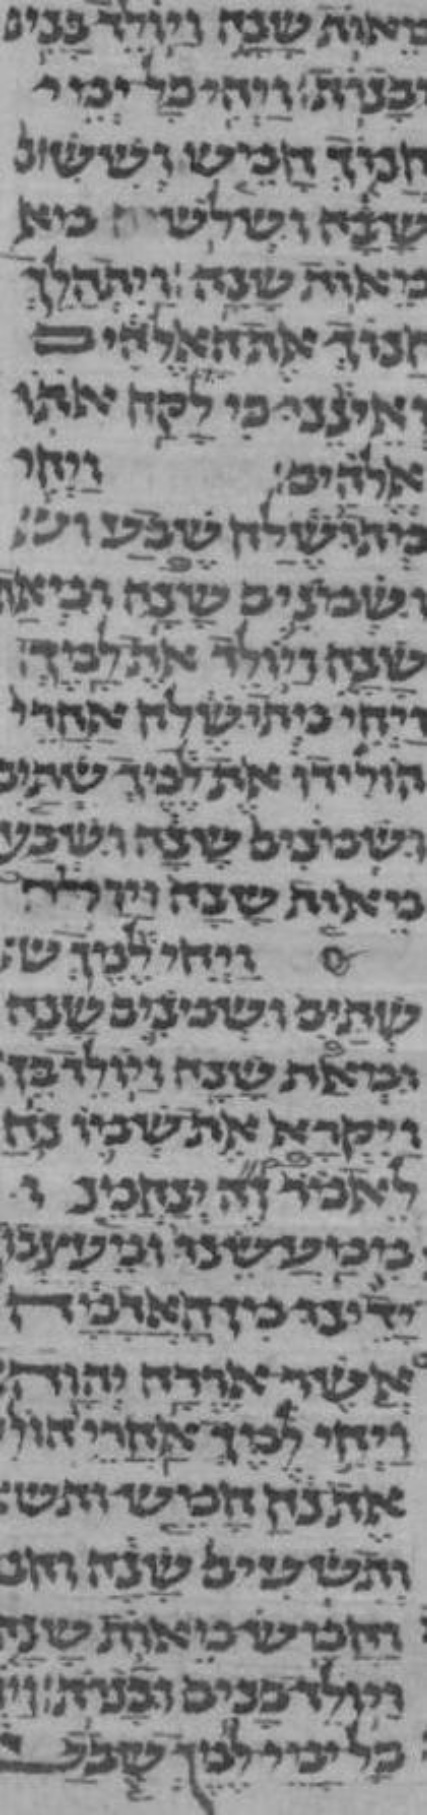 מאות שנה ויולד בנים
ובנות׃ ויהי כל ימי
חנוך חמש וששים
שנה ושלש מא
מאות שנה׃ ויתהלך
חנוך את האלהים
ואיננו כי לקח אתו
אלהים׃ ויחי
מתושלח שבע וש
ושמנים שנה ומאת
שנה ויולד את למך׃
ויחי מתושלח אחרי
הולידו את למך שתים
ושמונים שנה ושבע
מאות שנה ויולד
ויחי למך ש
שתים ושמנים שנה
ומאת שנה ויולד בן
ויקרא את שמו נח
לאמר זה ינחמנו
ממעשנו ומעצבון
ידינו מן האדמה
אשר אררה יהוה
ויחי למך אחרי הולי
את נח חמש ותש
ותשעים שנה וחמ
וחמש מאות שנה
ויולד בנים ובנות׃ וי
כל ימי למך שבע